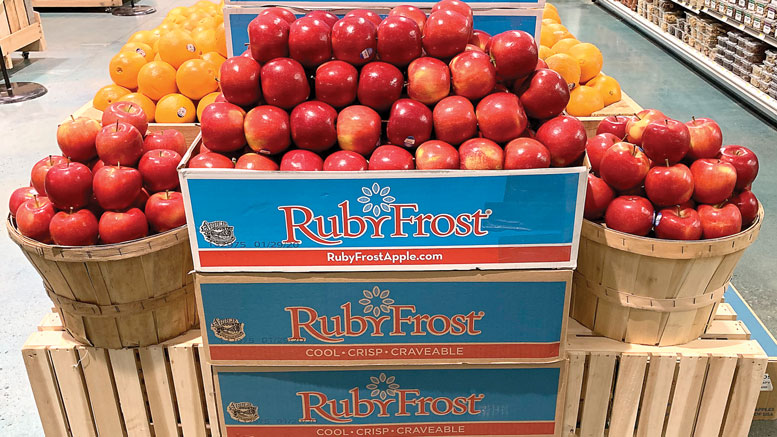 RubyFrost®
RubyFrostApple.com
RubyFrost®
COOL • CRISP • CRAVEABLE
RubyFrost®
COOL • CRISP • CRAVEABLE